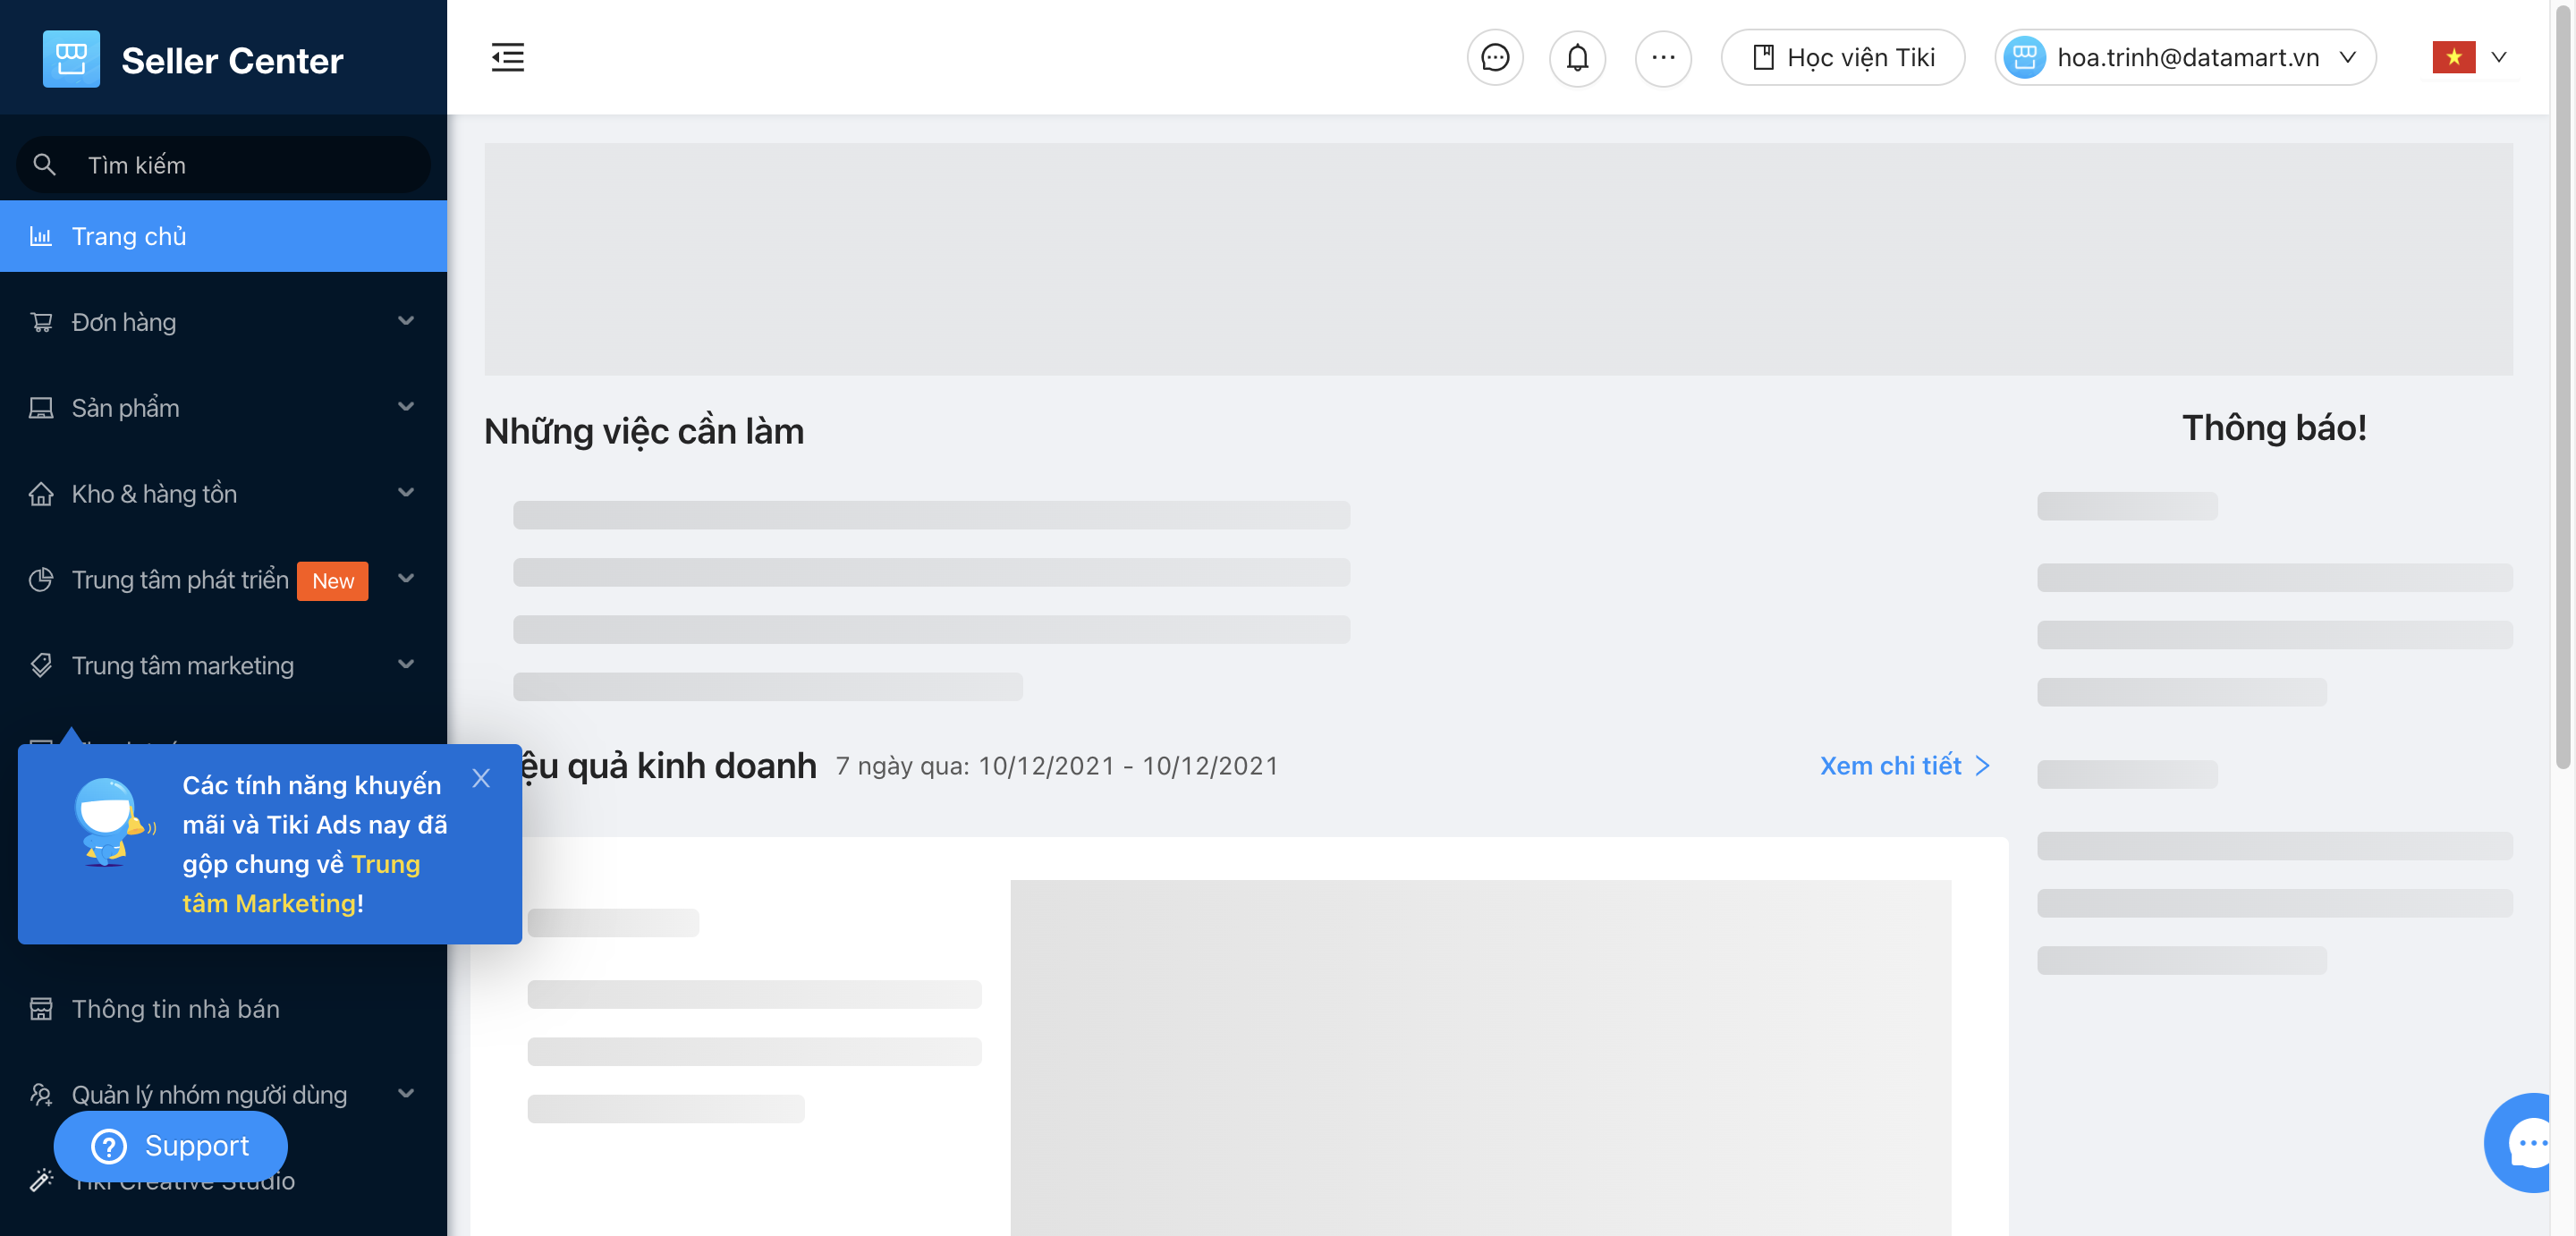 Seller Center
Học viện Tiki
hoa.trinh@datamart.vn
Tìm kiếm
Trang chủ
Đơn hàng
Sản phẩm
Kho & hàng tồn
Trung tâm phát triển New
Trung tâm marketing
Các tính năng khuyến
mãi và Tiki Ads nay đã
gộp chung về Trung
tâm Marketing!
Thông tin nhà bán
Quản lý nhóm người dùng
Support
Tiki Creative Studio
Những việc cần làm
Thông báo!
quả kinh doanh 7 ngày qua: 10/12/2021 - 10/12/2021
Xem chi tiết